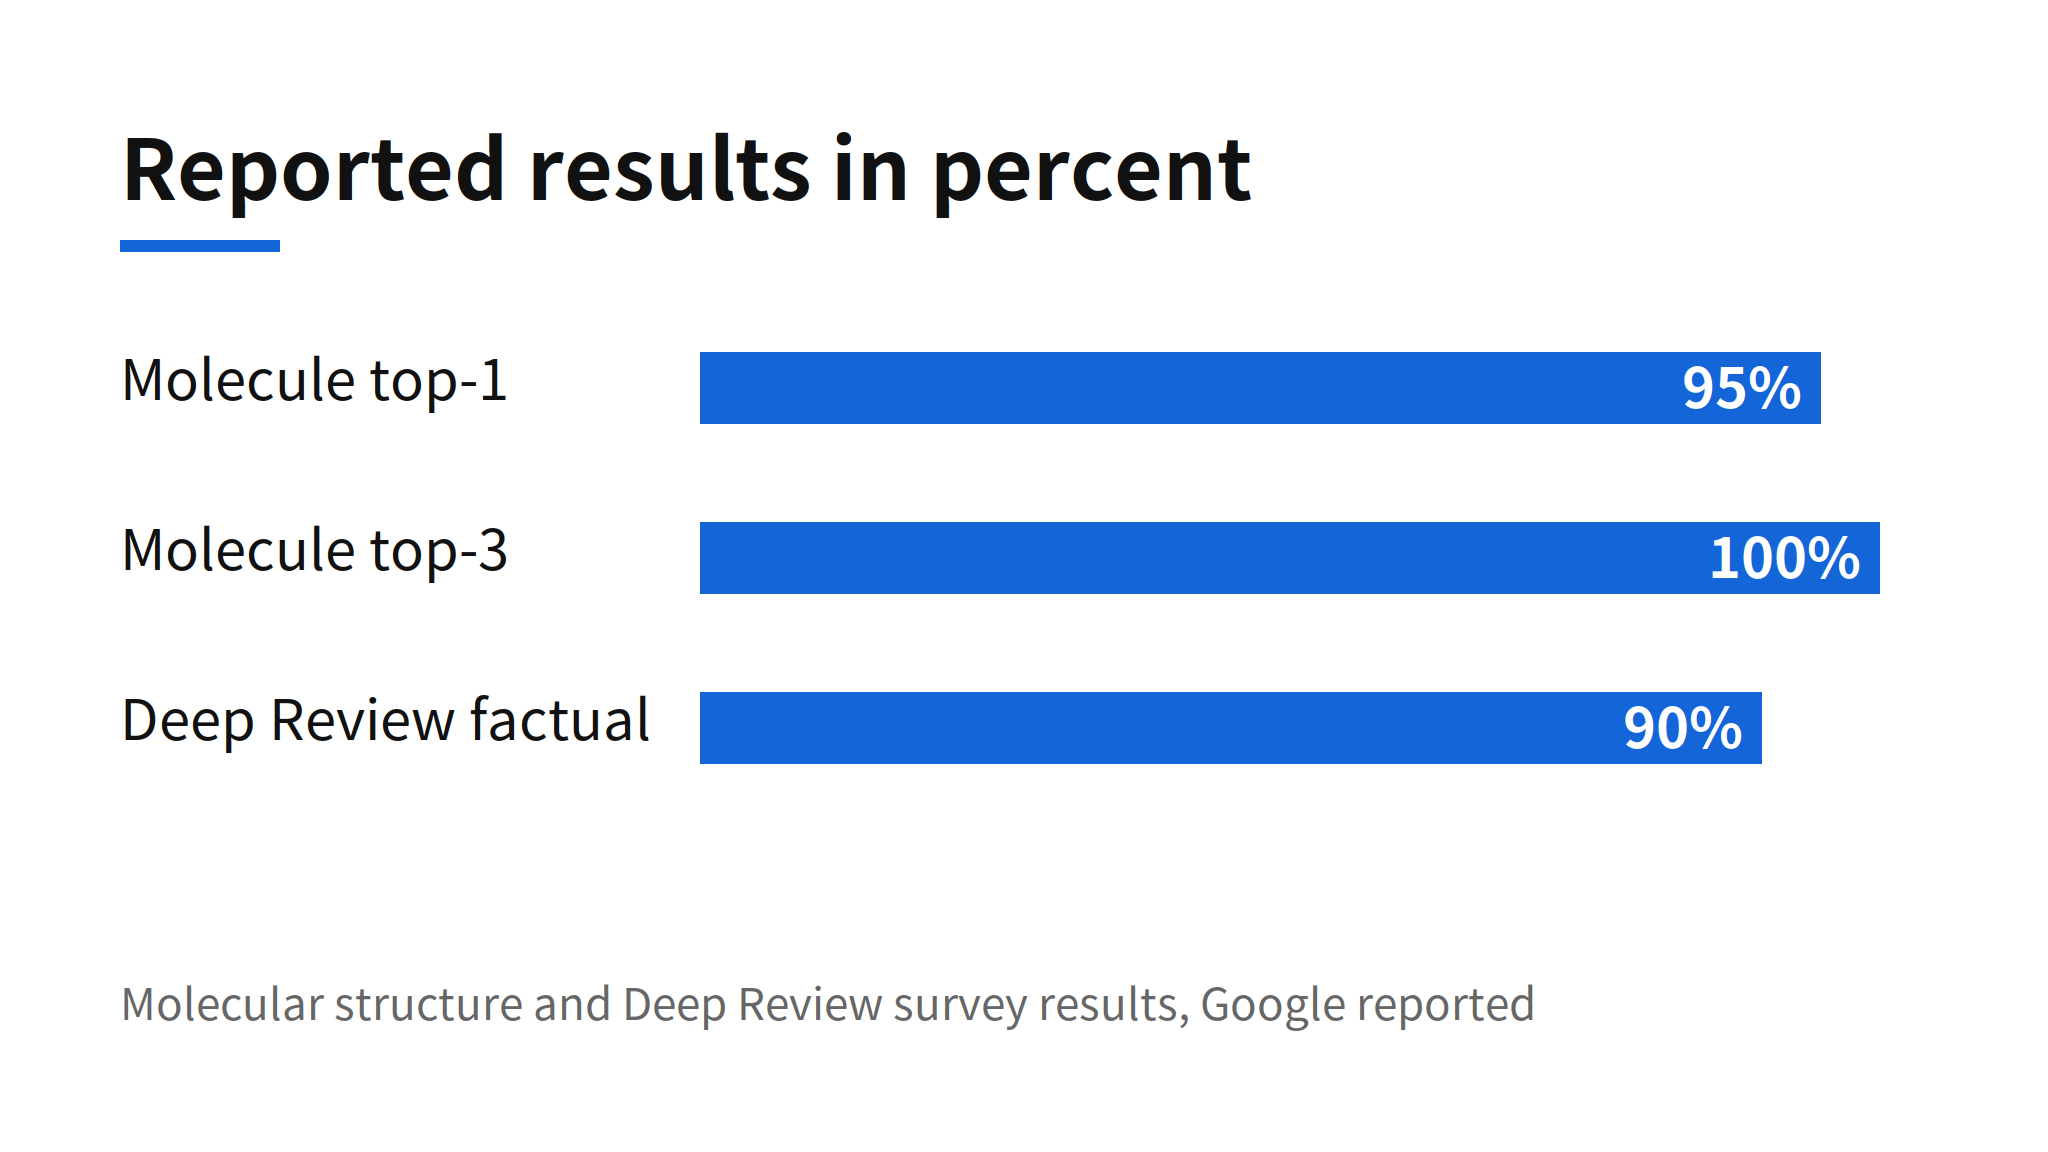 Reported results in percent
Molecule top-1
95%
Molecule top-3
100%
Deep Review factual
90%
Molecular structure and Deep Review survey results, Google reported